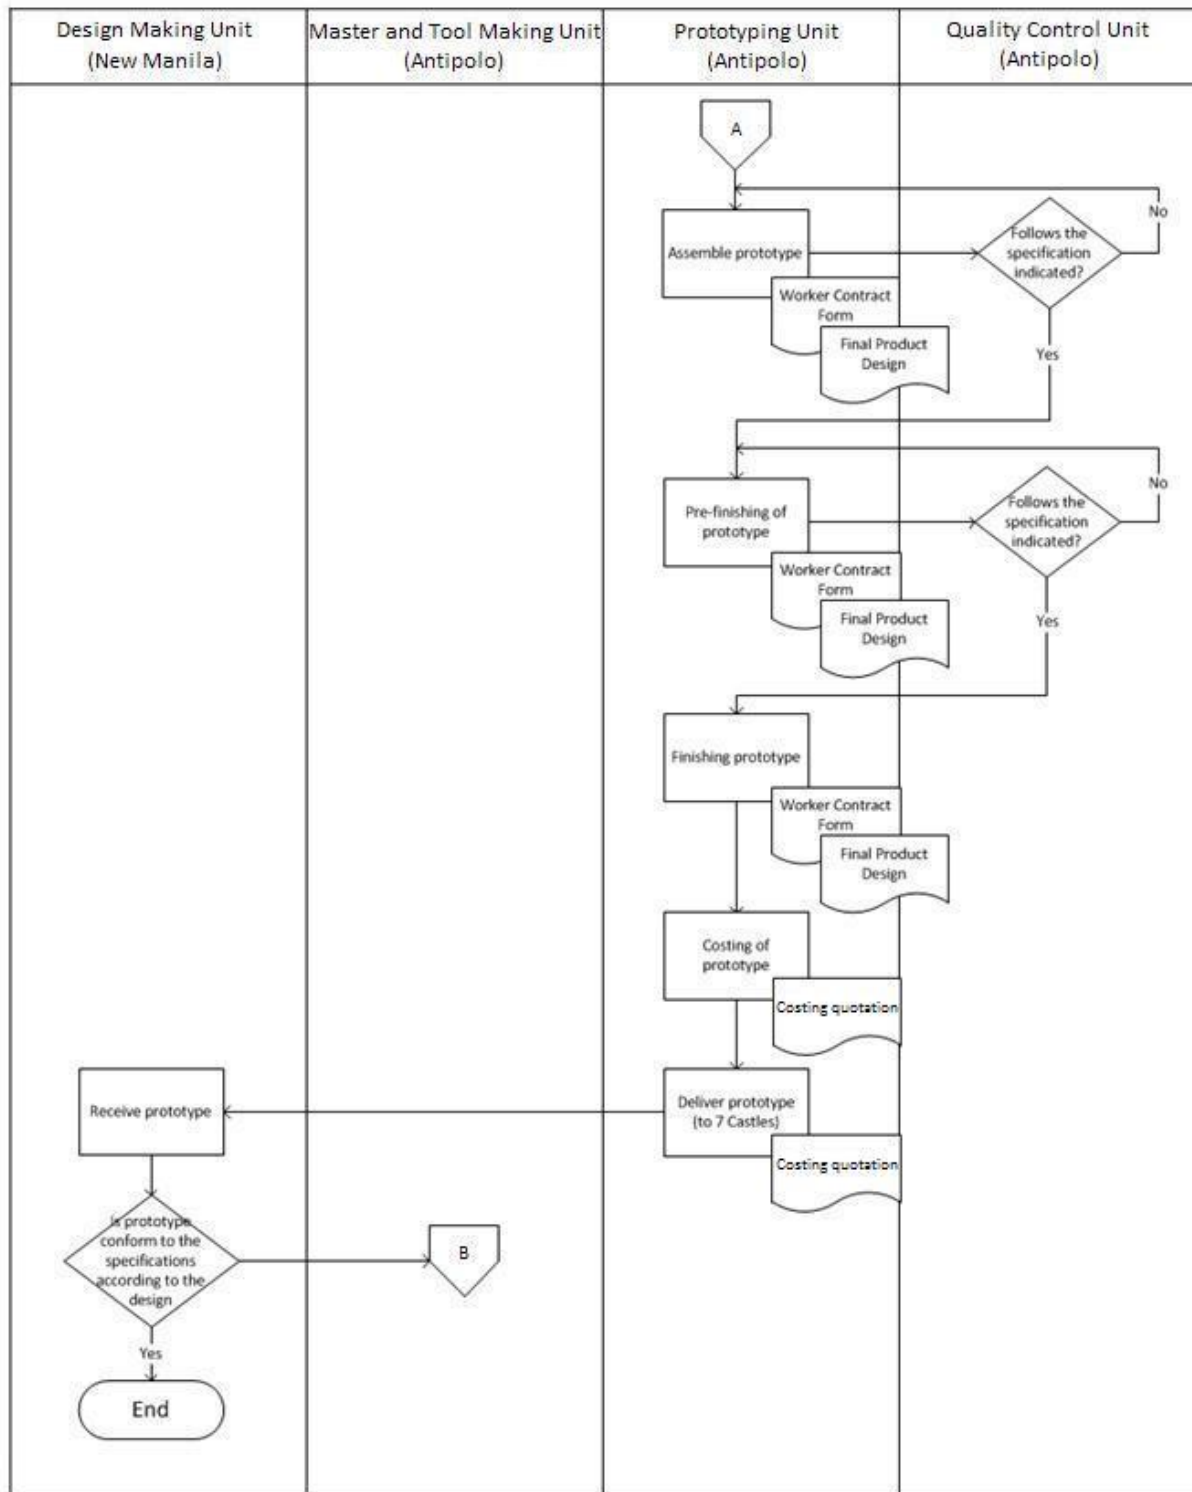 Design Making Unit
(New Manila)
Master and Tool Making Unit
(Antipolo)
Prototyping Unit
(Antipolo)
Quality Control Unit
(Antipolo)
A
Assemble prototype
Worker Contract
Form
Final Product
Design
Follows the
specification
indicated?
No
Yes
Pre-finishing of
prototype
Worker Contract
Form
Final Product
Design
Follows the
specification
indicated?
No
Yes
Finishing prototype
Worker Contract
Form
Final Product
Design
Costing of
prototype
Costing quotation
Deliver prototype
(to 7 Castles)
Costing quotation
Receive prototype
Is prototype
conform to the
specifications
according to the
design
B
Yes
End